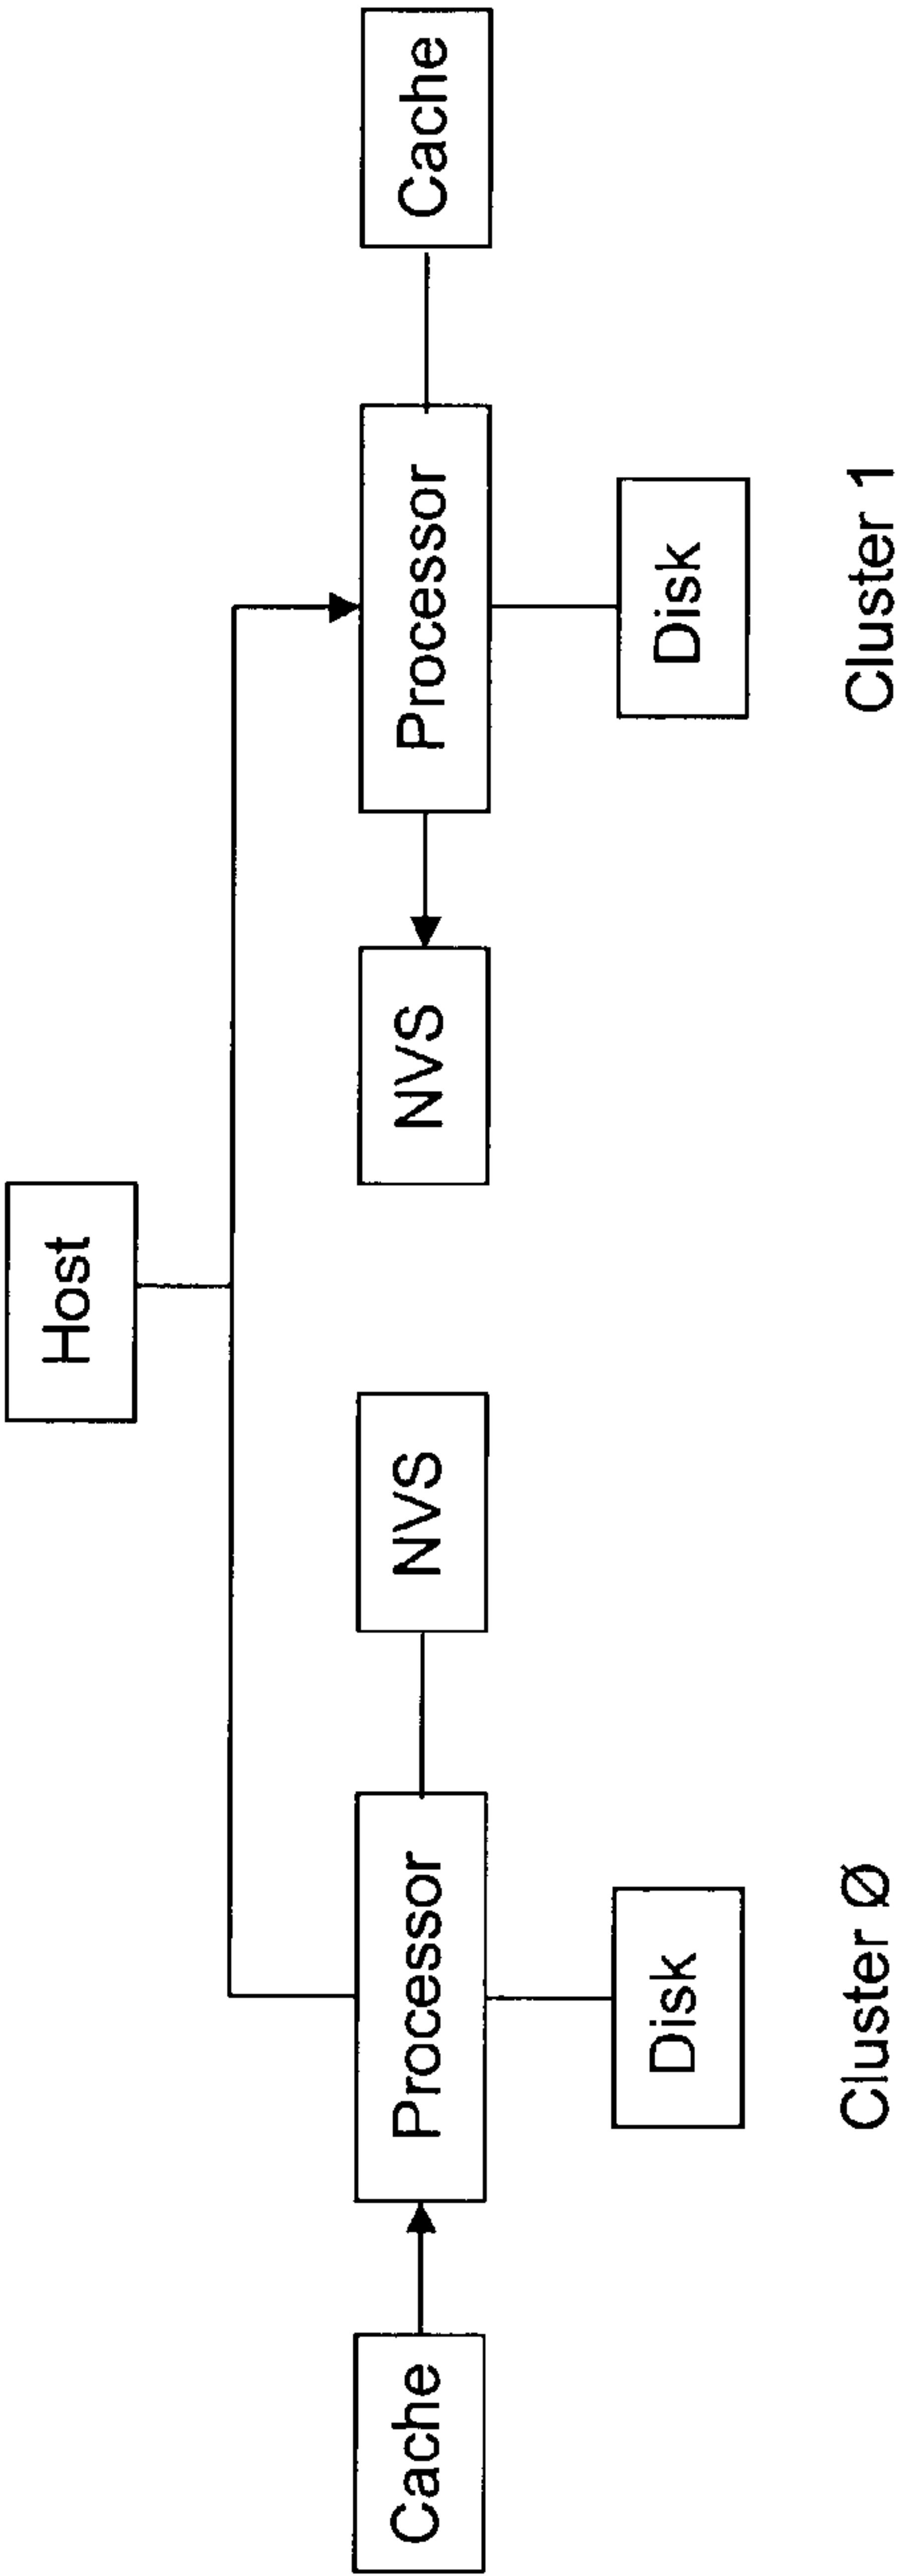 Host
Cache
Processor
NVS
NVS
Processor
Cache
Disk
Disk
Cluster Ø
Cluster 1